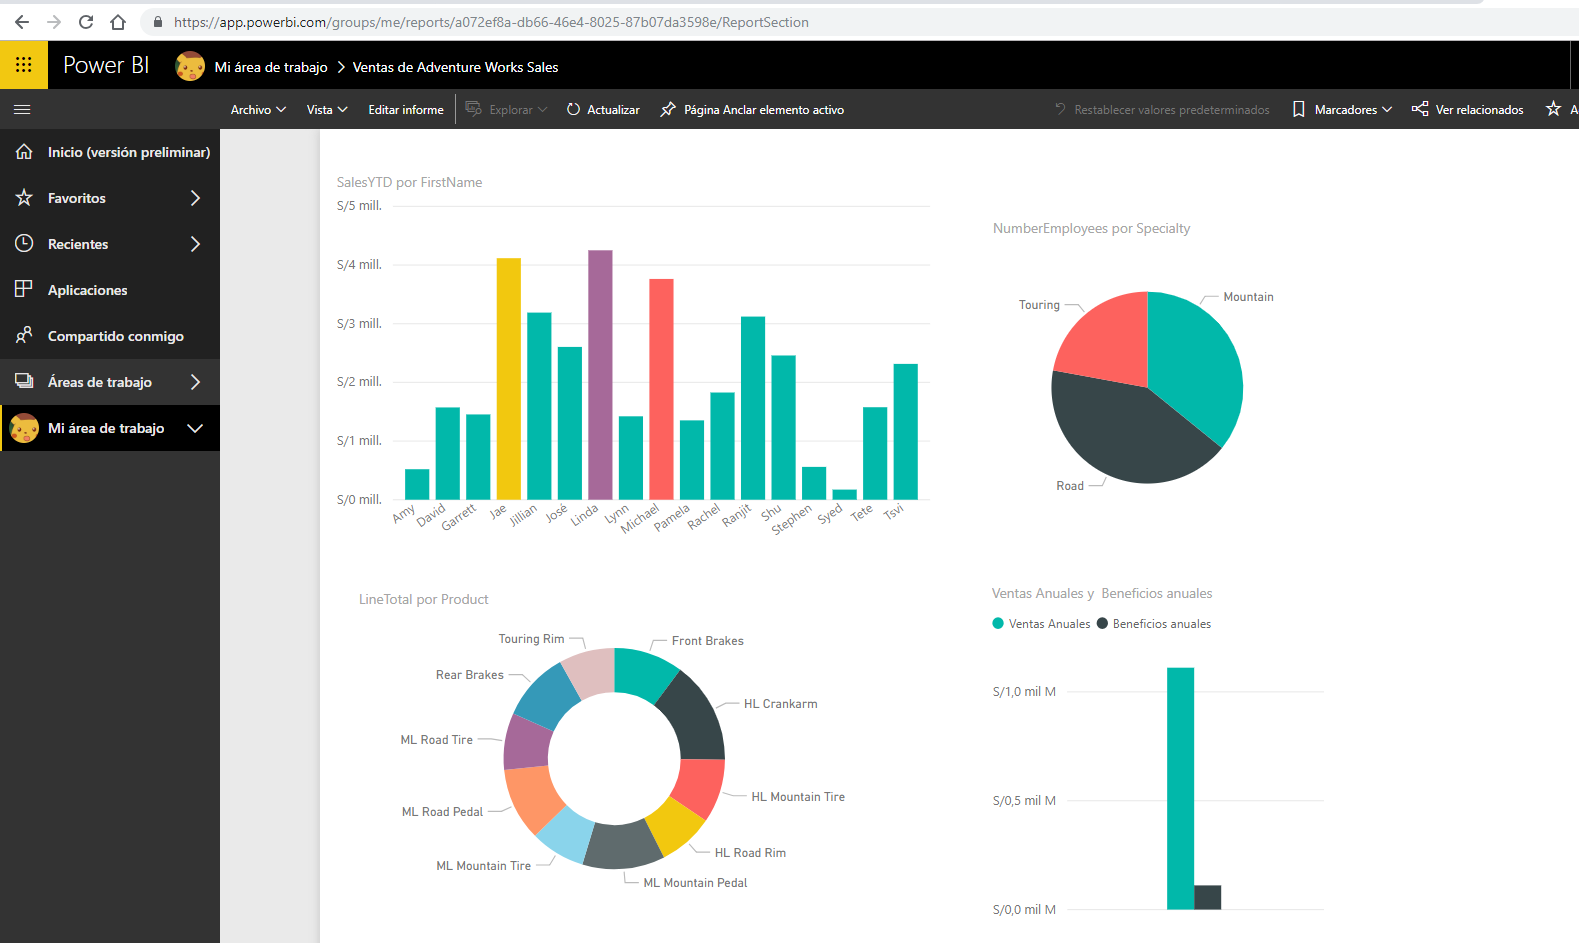 https://app.powerbi.com/groups/me/reports/a072ef8a-db66-46e4-8025-87b07da3598e/ReportSection
Power BI Mi área de trabajo > Ventas de Adventure Works Sales
Archivo Vista Editar informe Explorar Actualizar Página Anclar elemento activo Restablecer valores predeterminados Marcadores Ver relacionados A
Inicio (versión preliminar)
Favoritos
Recientes
Aplicaciones
Compartido conmigo
Áreas de trabajo
Mi área de trabajo
SalesYTD por FirstName
S/5 mill.
S/4 mill.
S/3 mill.
S/2 mill.
S/1 mill.
S/0 mill.
Amy David Garrett Jae Jillian José Linda Lynn Michael Pamela Rachel Ranjit Shu Stephen Syed Tete Tsvi
NumberEmployees por Specialty
Touring
Mountain
Road
LineTotal por Product
Touring Rim
Front Brakes
Rear Brakes
HL Crankarm
ML Road Tire
HL Mountain Tire
ML Road Pedal
HL Road Rim
ML Mountain Tire
ML Mountain Pedal
Ventas Anuales y Beneficios anuales
Ventas Anuales Beneficios anuales
S/1,0 mil M
S/0,5 mil M
S/0,0 mil M